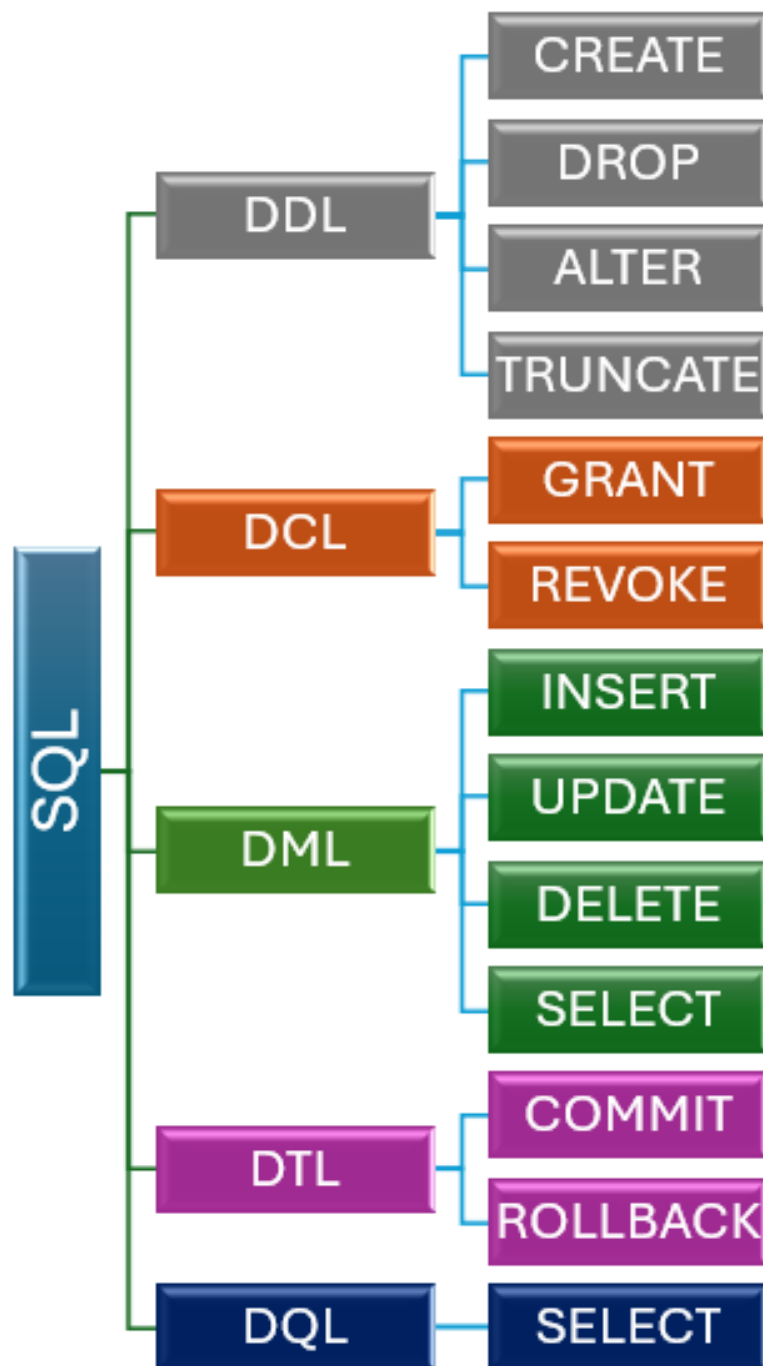 SQL
DDL
CREATE
DROP
ALTER
TRUNCATE
DCL
GRANT
REVOKE
DML
INSERT
UPDATE
DELETE
SELECT
DTL
COMMIT
ROLLBACK
DQL
SELECT